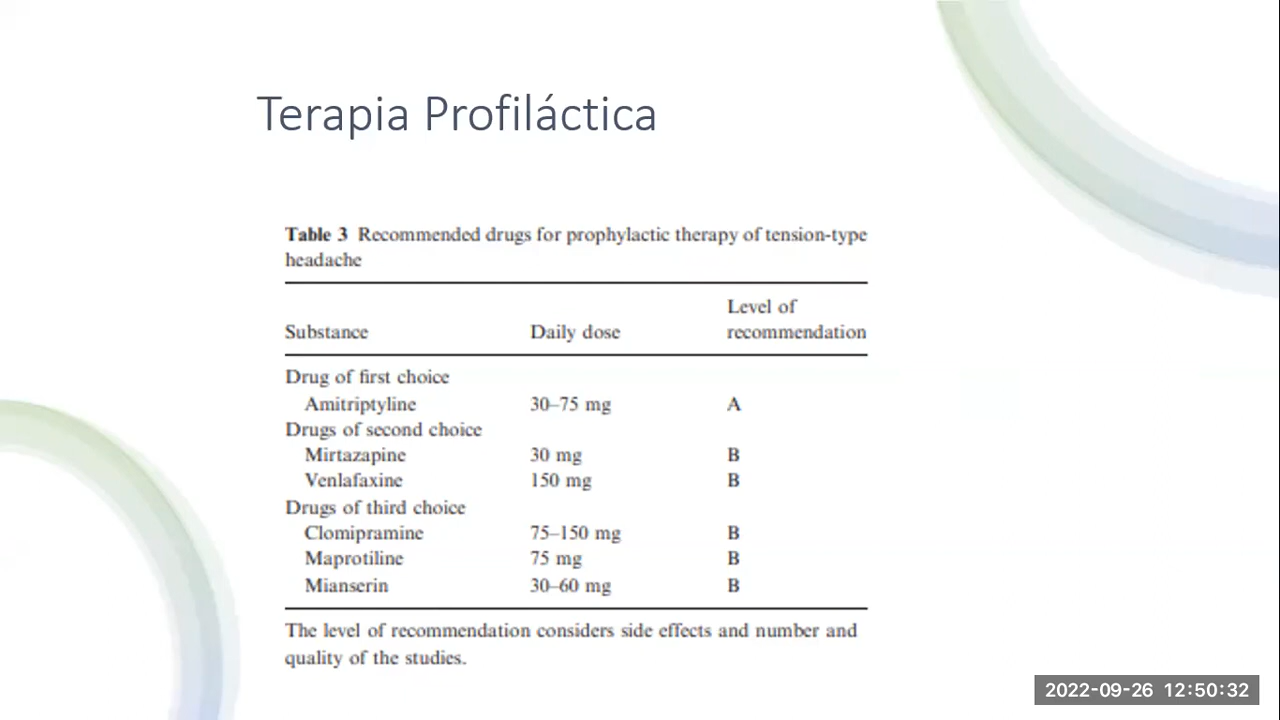 Terapia Profiláctica
Table 3 Recommended drugs for prophylactic therapy of tension-type
headache
Substance Daily dose Level of recommendation
Drug of first choice
Amitriptyline 30–75 mg A
Drugs of second choice
Mirtazapine 30 mg B
Venlafaxine 150 mg B
Drugs of third choice
Clomipramine 75–150 mg B
Maprotiline 75 mg B
Mianserin 30–60 mg B
The level of recommendation considers side effects and number and
quality of the studies.
2022-09-26 12:50:32